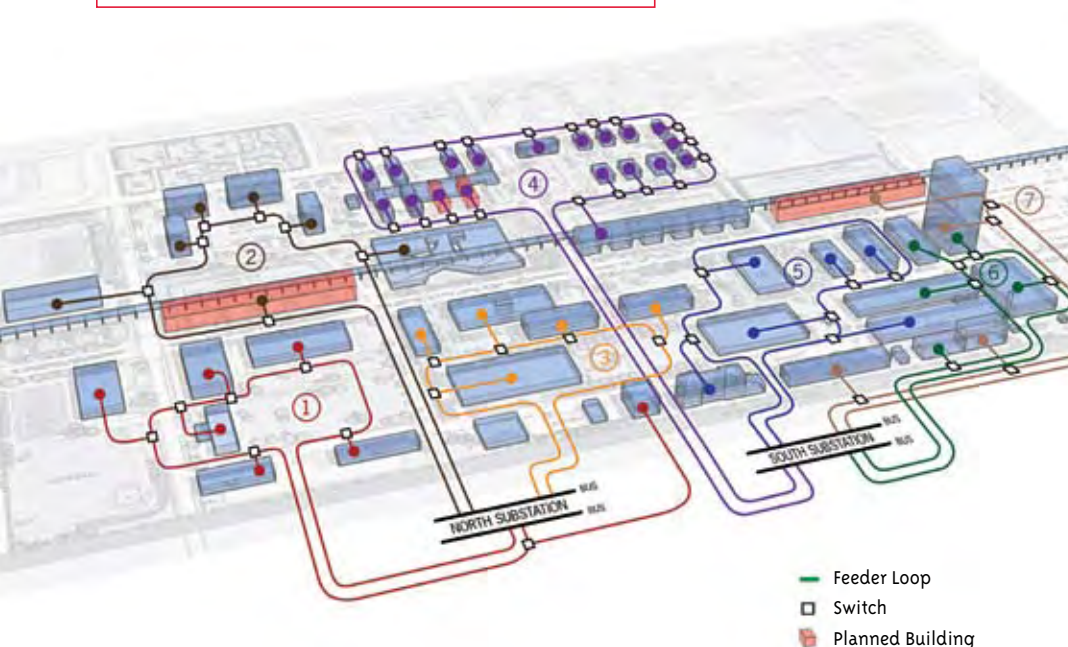 4
7
2
5
6
3
1
BUS
SOUTH SUBSTATION
BUS
BUS
NORTH SUBSTATION
BUS
Feeder Loop
Switch
Planned Building